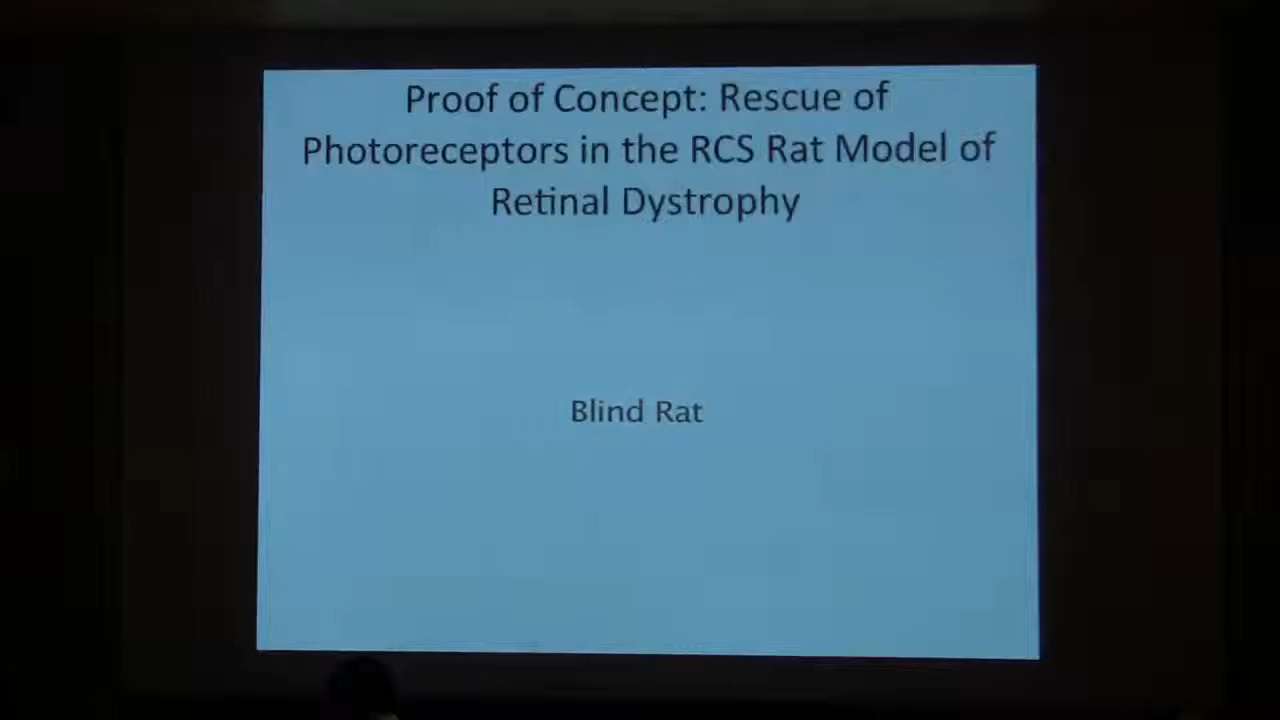 Proof of Concept: Rescue of
Photoreceptors in the RCS Rat Model of
Retinal Dystrophy
Blind Rat